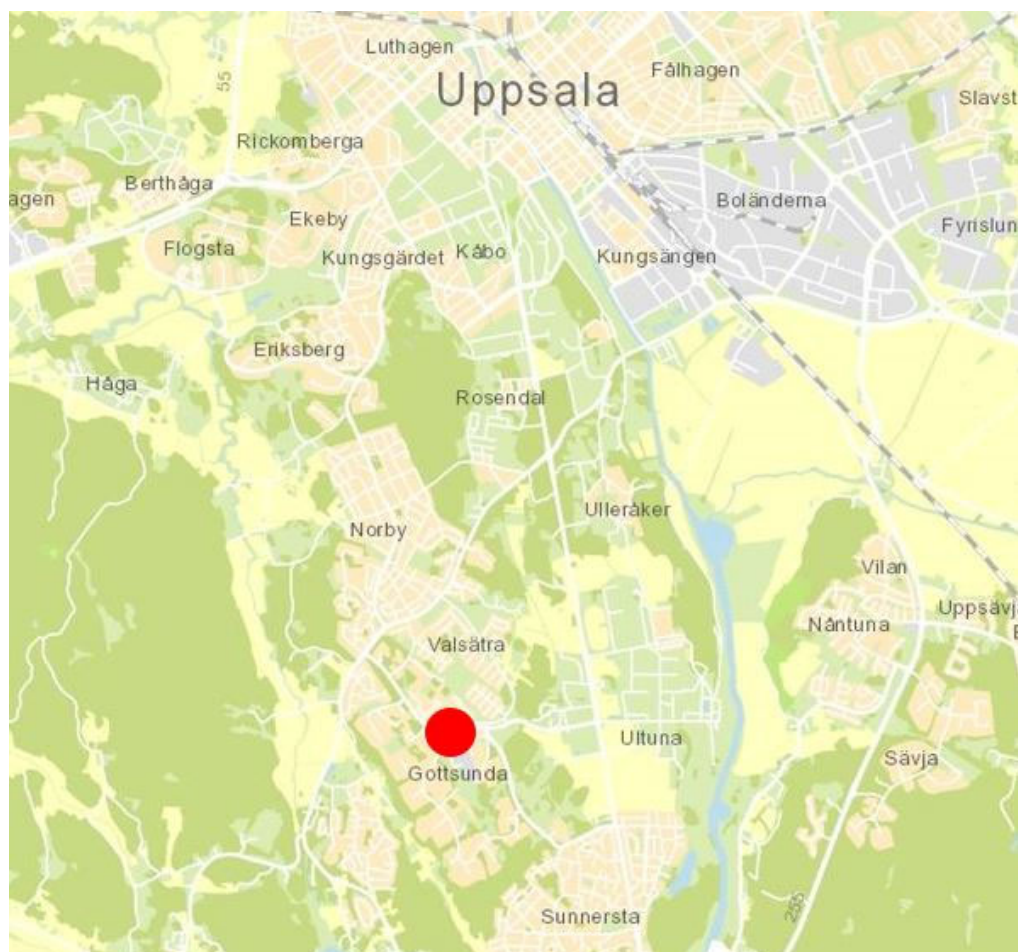 Luthagen
Fålhagen
Uppsala
55
Slavst
Rickomberga
Berthåga
agen
Boländerna
Ekeby
Fyrislun
Flogsta
Kungsgärdet
Kåbo
Kungsängen
Eriksberg
Håga
Rosendal
Ulleråker
Norby
Vilan
Uppsävja
Nåntuna
E
Valsätra
Ultuna
Sävja
Gottsunda
255
Sunnersta